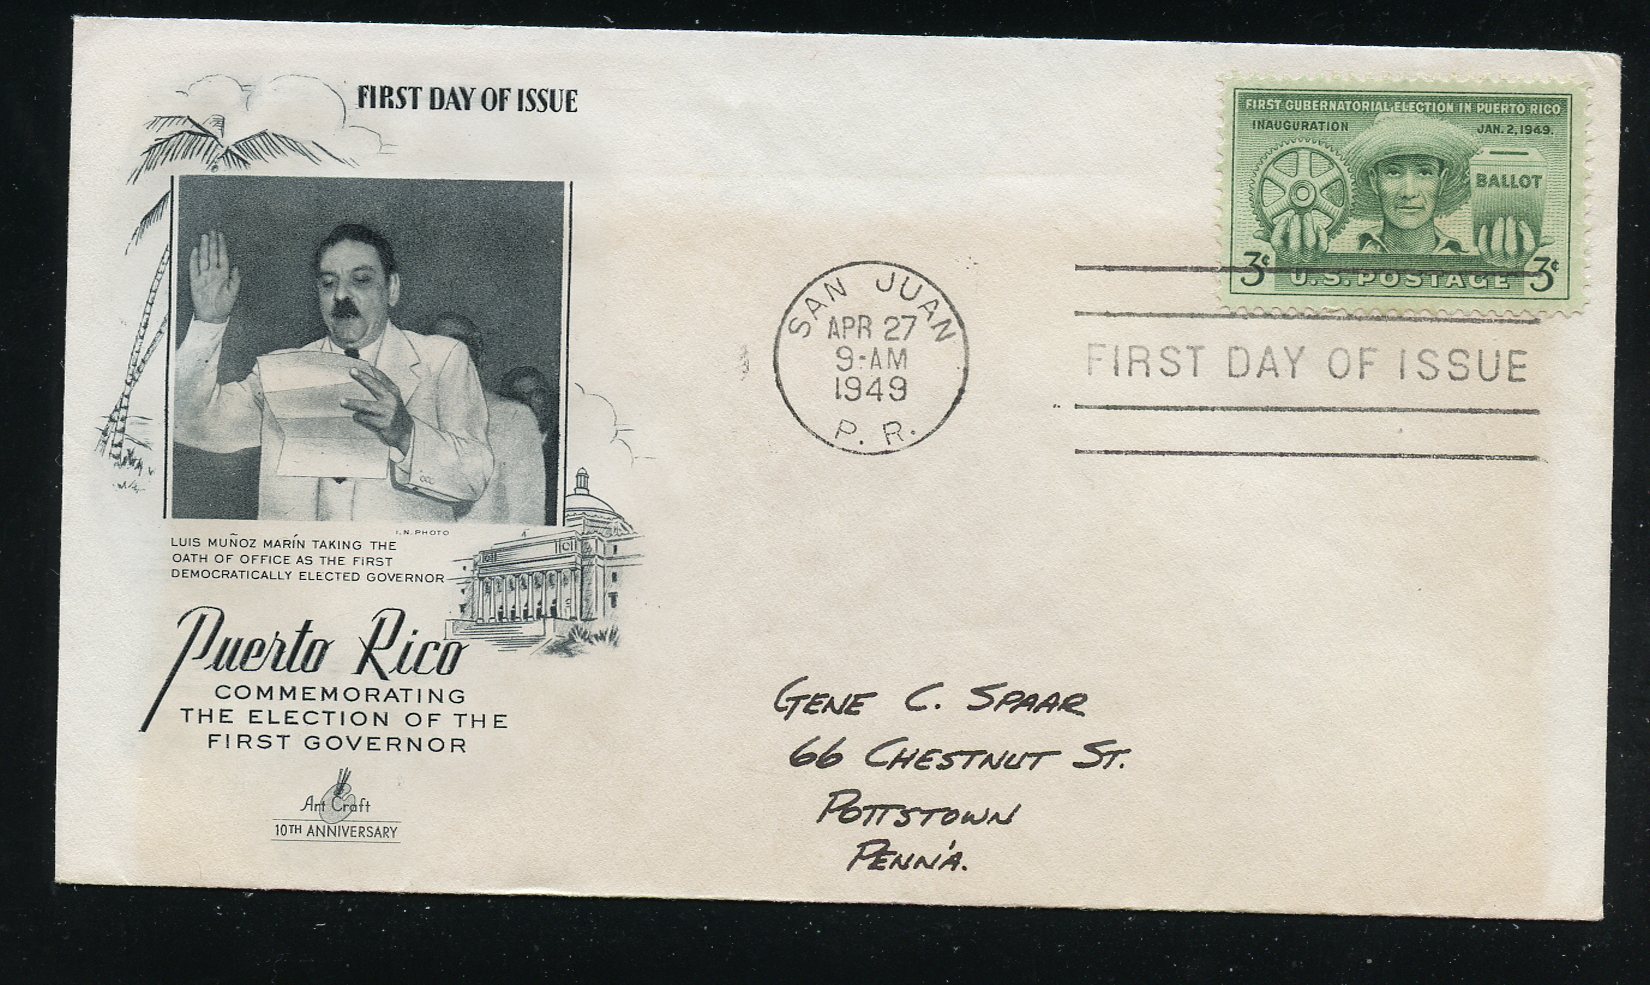 FIRST DAY OF ISSUE
FIRST GUBERNATORIAL ELECTION IN PUERTO RICO
INAUGURATION JAN. 2, 1949.
BALLOT
3¢ U.S. POSTAGE 3¢
SAN JUAN
APR 27
9-AM
1949
P. R.
FIRST DAY OF ISSUE
I.N. PHOTO
LUIS MUÑOZ MARÍN TAKING THE
OATH OF OFFICE AS THE FIRST
DEMOCRATICALLY ELECTED GOVERNOR
Puerto Rico
COMMEMORATING
THE ELECTION OF THE
FIRST GOVERNOR
Art Craft
10TH ANNIVERSARY
GENE C. SPAAR
66 CHESTNUT ST.
POTTSTOWN
PENN'A.